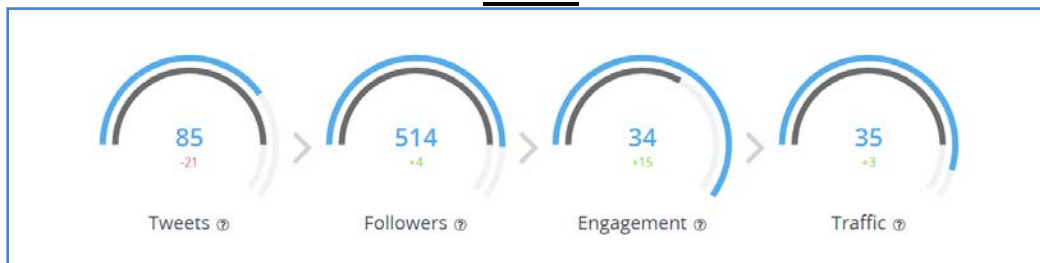 85 514 34 35
-21 +4 +15 +3
Tweets ? Followers ? Engagement ? Traffic ?